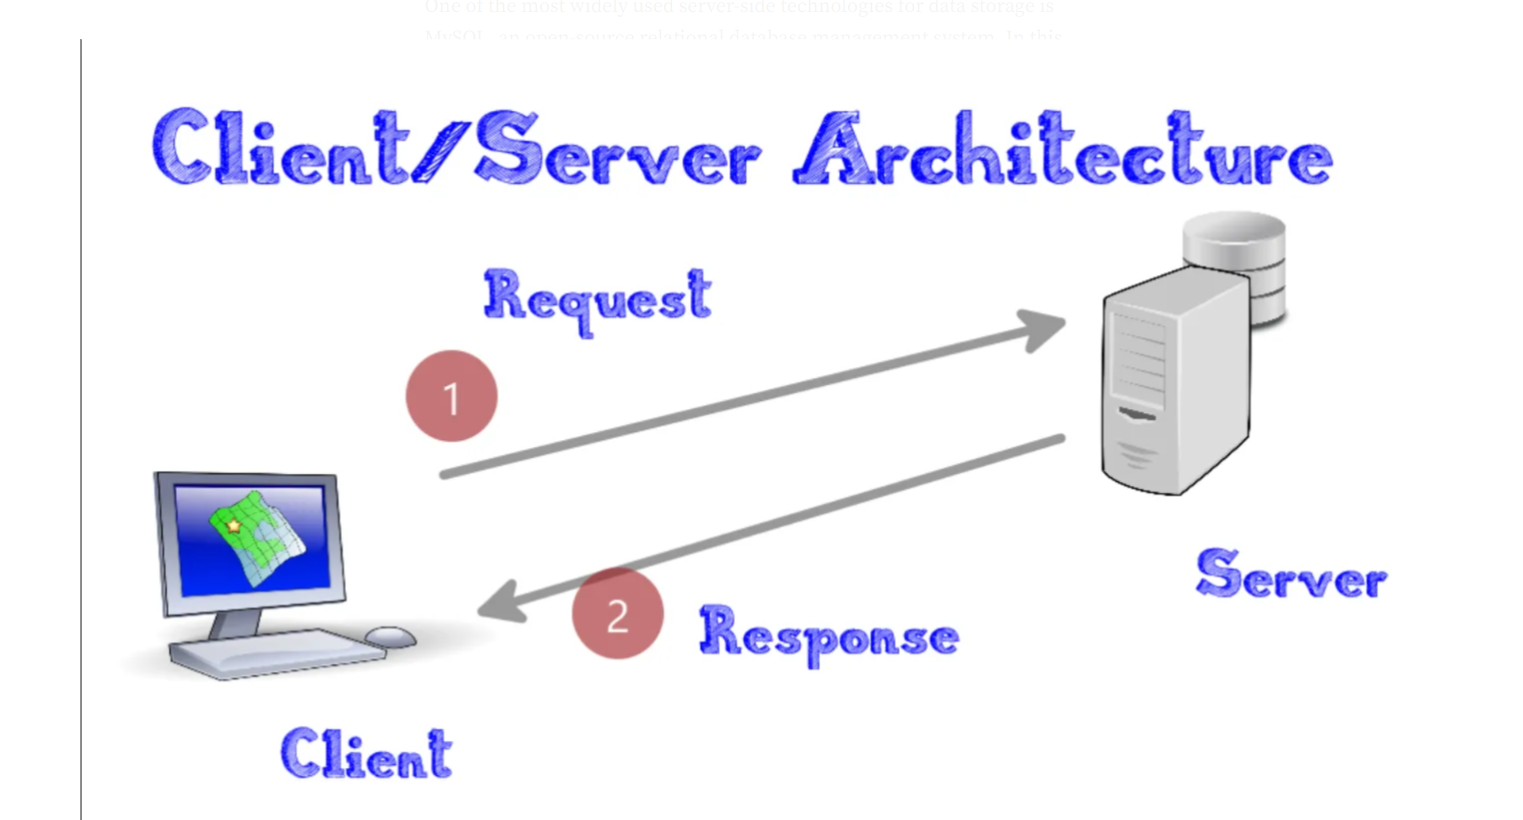 One of the most widely used server-side technologies for data storage is
MySQL, an open-source relational database management system. In this
Client/Server Architecture
Request
1
2
Response
Server
Client